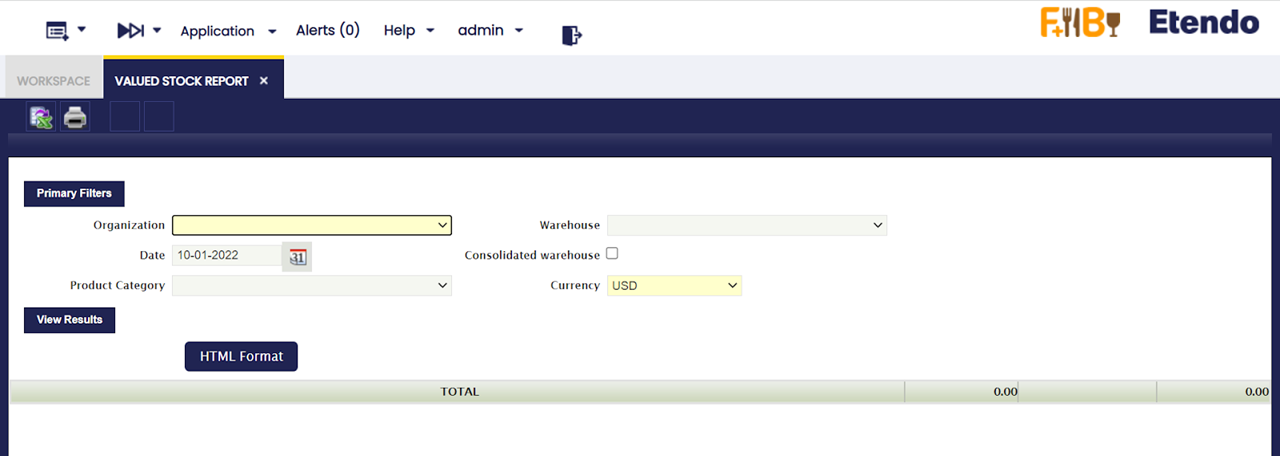 Application Alerts (0) Help admin F+B Etendo
WORKSPACE VALUED STOCK REPORT ×
Primary Filters
Organization Warehouse
Date 10-01-2022 31 Consolidated warehouse
Product Category Currency USD
View Results
HTML Format
TOTAL 0.00 0.00